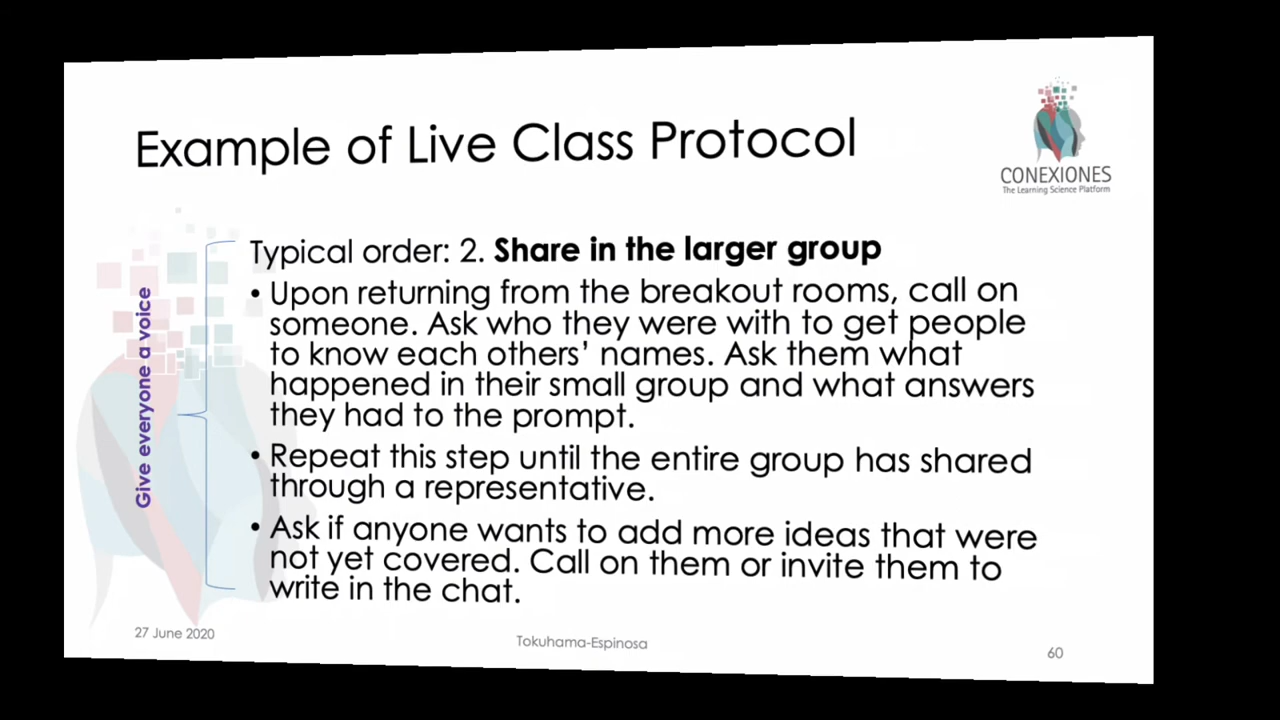 Example of Live Class Protocol
CONEXIONES
The Learning Science Platform
Typical order: 2. Share in the larger group
• Upon returning from the breakout rooms, call on
someone. Ask who they were with to get people
to know each others' names. Ask them what
happened in their small group and what answers
they had to the prompt.
• Repeat this step until the entire group has shared
through a representative.
• Ask if anyone wants to add more ideas that were
not yet covered. Call on them or invite them to
write in the chat.
Give everyone a voice
27 June 2020
Tokuhama-Espinosa
60